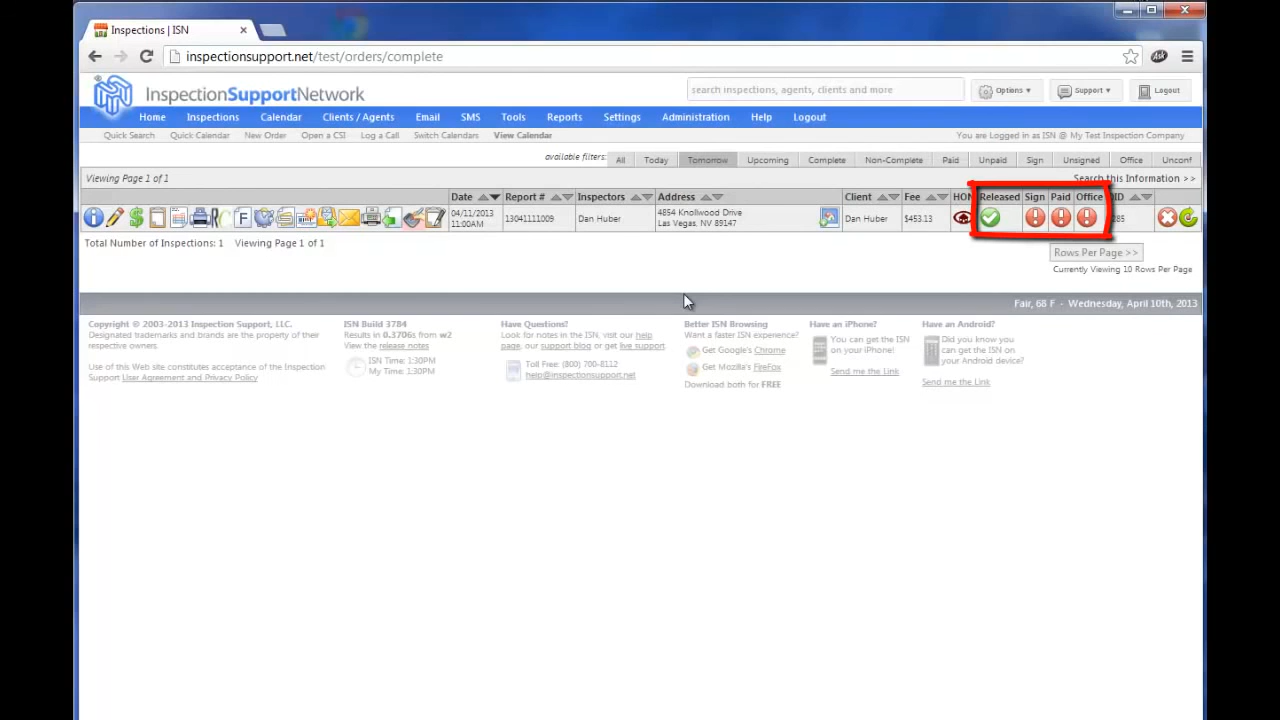 Inspections | ISN
inspectionsupport.net/test/orders/complete
Ask
InspectionSupportNetwork
search inspections, agents, clients and more
Options
Support
Logout
Home Inspections Calendar Clients / Agents Email SMS Tools Reports Settings Administration Help Logout
Quick Search Quick Calendar New Order Open a CSI Log a Call Switch Calendars View Calendar
You are Logged in as ISN @ My Test Inspection Company
available filters: All Today Tomorrow Upcoming Complete Non-Complete Paid Unpaid Sign Unsigned Office Unconf
Viewing Page 1 of 1
Search this Information >>
Date Report # Inspectors Address Client Fee HON Released Sign Paid Office ID
04/11/2013
11:00AM
13041111009
Dan Huber
4854 Knollwood Drive
Las Vegas, NV 89147
Dan Huber
$453.13
285
Total Number of Inspections: 1 Viewing Page 1 of 1
Rows Per Page >>
Currently Viewing 10 Rows Per Page
Fair, 68 F - Wednesday, April 10th, 2013
Copyright © 2003-2013 Inspection Support, LLC.
Designated trademarks and brands are the property of their
respective owners.
Use of this Web site constitutes acceptance of the Inspection
Support User Agreement and Privacy Policy
ISN Build 3784
Results in 0.3706s from w2
View the release notes
ISN Time: 1:30PM
My Time: 1:30PM
Have Questions?
Look for notes in the ISN, visit our help
page, our support blog or get live support.
Toll Free: (800) 700-8112
help@inspectionsupport.net
Better ISN Browsing
Want a faster ISN experience?
Get Google's Chrome
Get Mozilla's FireFox
Download both for FREE
Have an iPhone?
You can get the ISN
on your iPhone!
Send me the Link
Have an Android?
Did you know you
can get the ISN on
your Android device?
Send me the Link